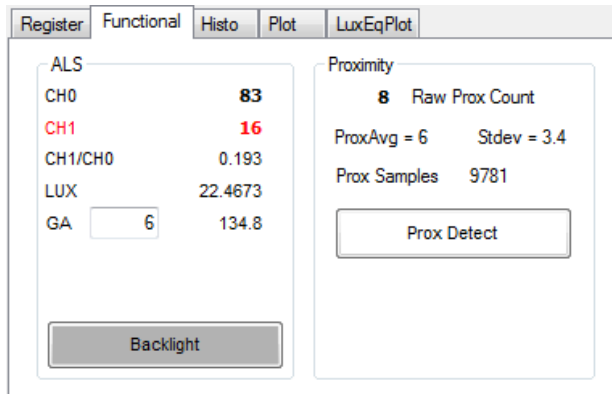 Register Functional Histo Plot LuxEqPlot
ALS
CH0 83
CH1 16
CH1/CH0 0.193
LUX 22.4673
GA 6 134.8
Backlight
Proximity
8 Raw Prox Count
ProxAvg = 6 Stdev = 3.4
Prox Samples 9781
Prox Detect